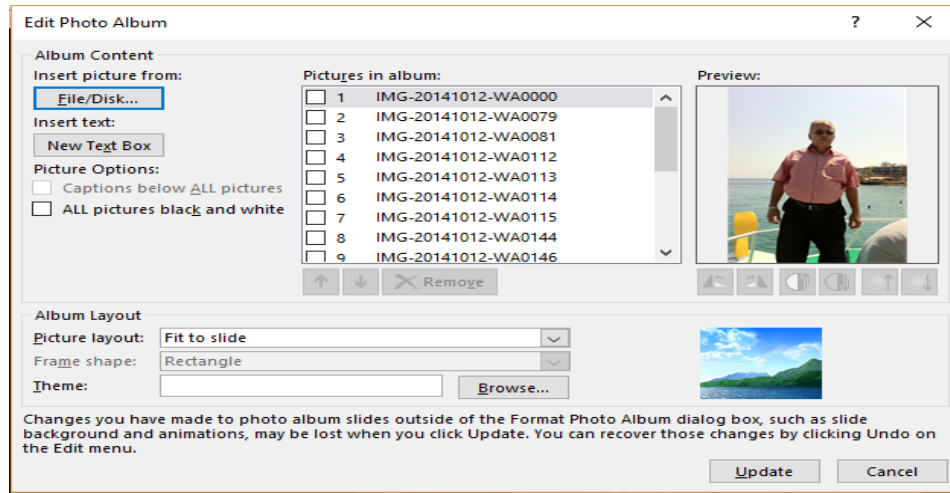 Edit Photo Album
?
Album Content
Insert picture from:
File/Disk...
Insert text:
New Text Box
Picture Options:
Captions below ALL pictures
ALL pictures black and white
Pictures in album:
1 IMG-20141012-WA0000
2 IMG-20141012-WA0079
3 IMG-20141012-WA0081
4 IMG-20141012-WA0112
5 IMG-20141012-WA0113
6 IMG-20141012-WA0114
7 IMG-20141012-WA0115
8 IMG-20141012-WA0144
9 IMG-20141012-WA0146
Remove
Preview:
Album Layout
Picture layout: Fit to slide
Frame shape: Rectangle
Theme:
Browse...
Changes you have made to photo album slides outside of the Format Photo Album dialog box, such as slide
background and animations, may be lost when you click Update. You can recover those changes by clicking Undo on
the Edit menu.
Update Cancel